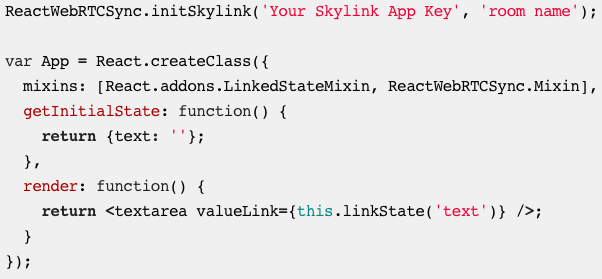 ReactWebRTCSync.initSkylink('Your Skylink App Key', 'room name');

var App = React.createClass({
  mixins: [React.addons.LinkedStateMixin, ReactWebRTCSync.Mixin],
  getInitialState: function() {
    return {text: ''};
  },
  render: function() {
    return <textarea valueLink={this.linkState('text')} />;
  }
});